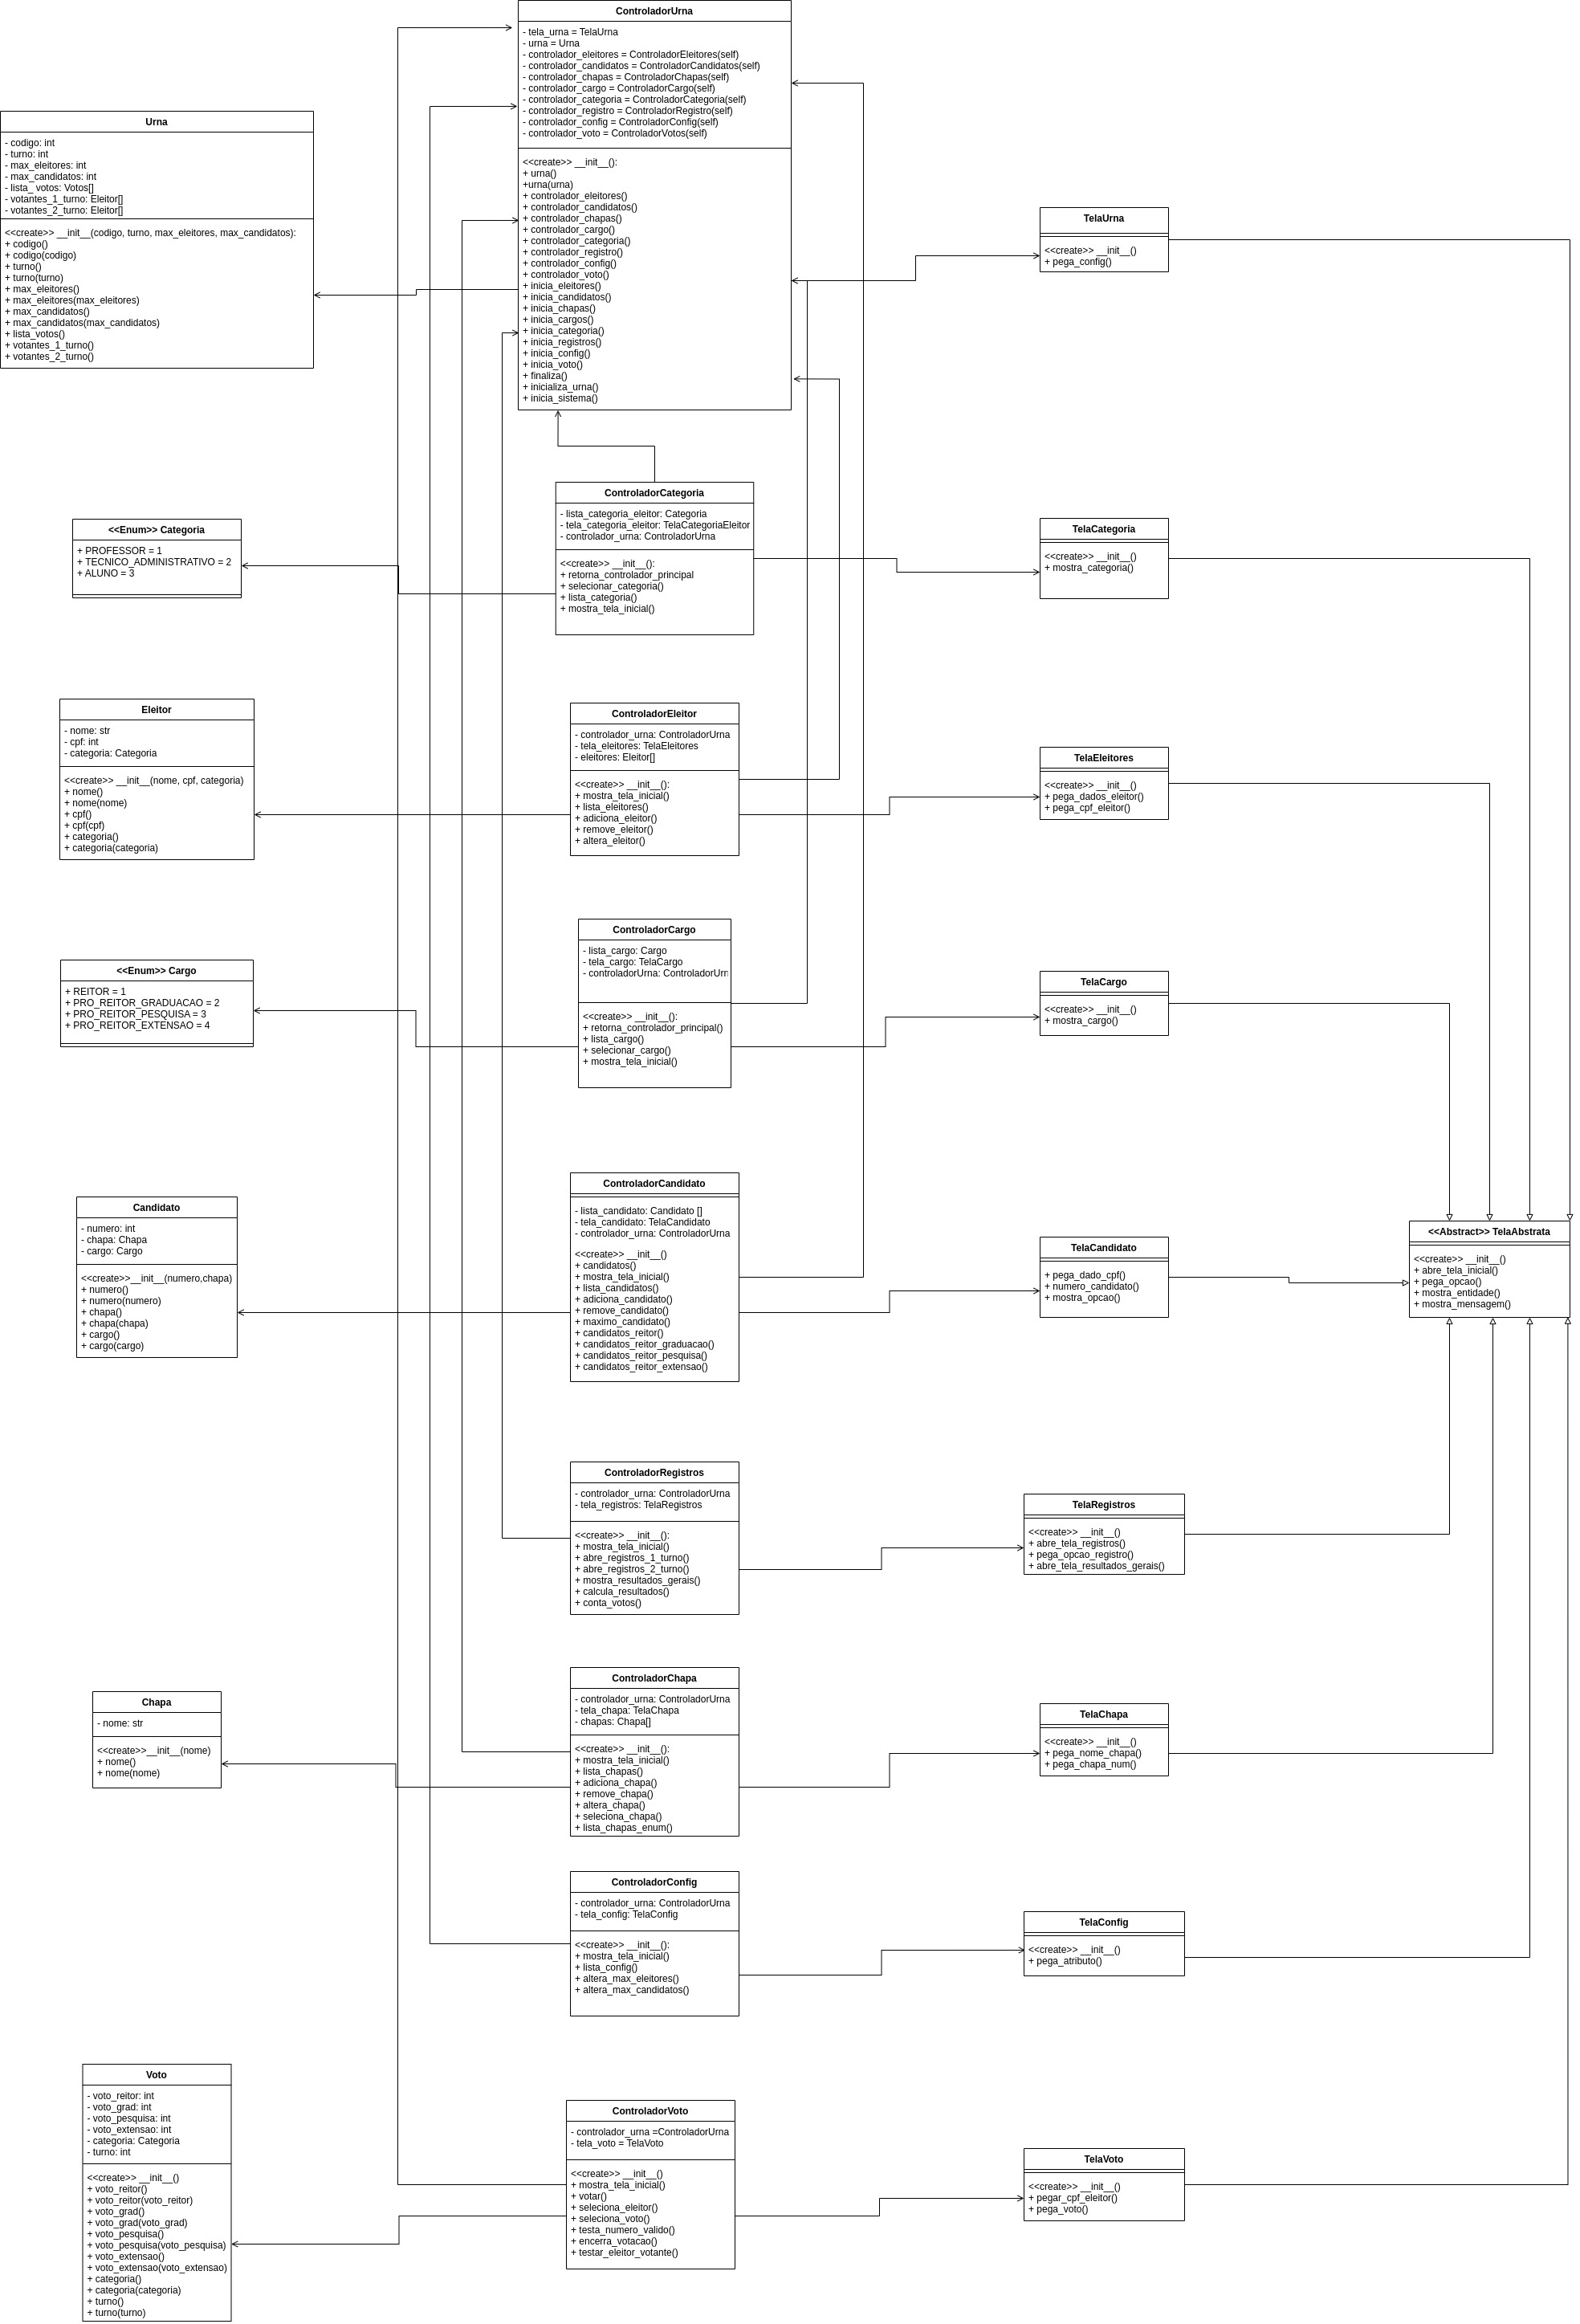 ControladorUrna
- tela_urna = TelaUrna
- urna = Urna
- controlador_eleitores = ControladorEleitores(self)
- controlador_candidatos = ControladorCandidatos(self)
- controlador_chapas = ControladorChapas(self)
- controlador_cargo = ControladorCargo(self)
- controlador_categoria = ControladorCategoria(self)
- controlador_registro = ControladorRegistro(self)
- controlador_config = ControladorConfig(self)
- controlador_voto = ControladorVotos(self)
<<create>> __init__():
+ urna()
+urna(urna)
+ controlador_eleitores()
+ controlador_candidatos()
+ controlador_chapas()
+ controlador_cargo()
+ controlador_categoria()
+ controlador_registro()
+ controlador_config()
+ controlador_voto()
+ inicia_eleitores()
+ inicia_candidatos()
+ inicia_chapas()
+ inicia_cargos()
+ inicia_categoria()
+ inicia_registros()
+ inicia_config()
+ inicia_voto()
+ finaliza()
+ inicializa_urna()
+ inicia_sistema()
Urna
- codigo: int
- turno: int
- max_eleitores: int
- max_candidatos: int
- lista_ votos: Votos[]
- votantes_1_turno: Eleitor[]
- votantes_2_turno: Eleitor[]
<<create>> __init__(codigo, turno, max_eleitores, max_candidatos):
+ codigo()
+ codigo(codigo)
+ turno()
+ turno(turno)
+ max_eleitores()
+ max_eleitores(max_eleitores)
+ max_candidatos()
+ max_candidatos(max_candidatos)
+ lista_votos()
+ votantes_1_turno()
+ votantes_2_turno()
TelaUrna
<<create>> __init__()
+ pega_config()
<<Enum>> Categoria
+ PROFESSOR = 1
+ TECNICO_ADMINISTRATIVO = 2
+ ALUNO = 3
ControladorCategoria
- lista_categoria_eleitor: Categoria
- tela_categoria_eleitor: TelaCategoriaEleitor
- controlador_urna: ControladorUrna
<<create>> __init__():
+ retorna_controlador_principal
+ selecionar_categoria()
+ lista_categoria()
+ mostra_tela_inicial()
TelaCategoria
<<create>> __init__()
+ mostra_categoria()
Eleitor
- nome: str
- cpf: int
- categoria: Categoria
<<create>> __init__(nome, cpf, categoria)
+ nome()
+ nome(nome)
+ cpf()
+ cpf(cpf)
+ categoria()
+ categoria(categoria)
ControladorEleitor
- controlador_urna: ControladorUrna
- tela_eleitores: TelaEleitores
- eleitores: Eleitor[]
<<create>> __init__():
+ mostra_tela_inicial()
+ lista_eleitores()
+ adiciona_eleitor()
+ remove_eleitor()
+ altera_eleitor()
TelaEleitores
<<create>> __init__()
+ pega_dados_eleitor()
+ pega_cpf_eleitor()
<<Enum>> Cargo
+ REITOR = 1
+ PRO_REITOR_GRADUACAO = 2
+ PRO_REITOR_PESQUISA = 3
+ PRO_REITOR_EXTENSAO = 4
ControladorCargo
- lista_cargo: Cargo
- tela_cargo: TelaCargo
- controladorUrna: ControladorUrn
<<create>> __init__():
+ retorna_controlador_principal()
+ lista_cargo()
+ selecionar_cargo()
+ mostra_tela_inicial()
TelaCargo
<<create>> __init__()
+ mostra_cargo()
Candidato
- numero: int
- chapa: Chapa
- cargo: Cargo
<<create>>__init__(numero,chapa)
+ numero()
+ numero(numero)
+ chapa()
+ chapa(chapa)
+ cargo()
+ cargo(cargo)
ControladorCandidato
- lista_candidato: Candidato []
- tela_candidato: TelaCandidato
- controlador_urna: ControladorUrna
<<create>> __init__()
+ candidatos()
+ mostra_tela_inicial()
+ lista_candidatos()
+ adiciona_candidato()
+ remove_candidato()
+ maximo_candidato()
+ candidatos_reitor()
+ candidatos_reitor_graduacao()
+ candidatos_reitor_pesquisa()
+ candidatos_reitor_extensao()
TelaCandidato
+ pega_dado_cpf()
+ numero_candidato()
+ mostra_opcao()
<<Abstract>> TelaAbstrata
<<create>> __init__()
+ abre_tela_inicial()
+ pega_opcao()
+ mostra_entidade()
+ mostra_mensagem()
ControladorRegistros
- controlador_urna: ControladorUrna
- tela_registros: TelaRegistros
<<create>> __init__():
+ mostra_tela_inicial()
+ abre_registros_1_turno()
+ abre_registros_2_turno()
+ mostra_resultados_gerais()
+ calcula_resultados()
+ conta_votos()
TelaRegistros
<<create>> __init__()
+ abre_tela_registros()
+ pega_opcao_registro()
+ abre_tela_resultados_gerais()
Chapa
- nome: str
<<create>>__init__(nome)
+ nome()
+ nome(nome)
ControladorChapa
- controlador_urna: ControladorUrna
- tela_chapa: TelaChapa
- chapas: Chapa[]
<<create>> __init__():
+ mostra_tela_inicial()
+ lista_chapas()
+ adiciona_chapa()
+ remove_chapa()
+ altera_chapa()
+ seleciona_chapa()
+ lista_chapas_enum()
TelaChapa
<<create>> __init__()
+ pega_nome_chapa()
+ pega_chapa_num()
ControladorConfig
- controlador_urna: ControladorUrna
- tela_config: TelaConfig
<<create>> __init__():
+ mostra_tela_inicial()
+ lista_config()
+ altera_max_eleitores()
+ altera_max_candidatos()
TelaConfig
<<create>> __init__()
+ pega_atributo()
Voto
- voto_reitor: int
- voto_grad: int
- voto_pesquisa: int
- voto_extensao: int
- categoria: Categoria
- turno: int
<<create>> __init__()
+ voto_reitor()
+ voto_reitor(voto_reitor)
+ voto_grad()
+ voto_grad(voto_grad)
+ voto_pesquisa()
+ voto_pesquisa(voto_pesquisa)
+ voto_extensao()
+ voto_extensao(voto_extensao)
+ categoria()
+ categoria(categoria)
+ turno()
+ turno(turno)
ControladorVoto
- controlador_urna =ControladorUrna
- tela_voto = TelaVoto
<<create>> __init__()
+ mostra_tela_inicial()
+ votar()
+ seleciona_eleitor()
+ seleciona_voto()
+ testa_numero_valido()
+ encerra_votacao()
+ testar_eleitor_votante()
TelaVoto
<<create>> __init__()
+ pegar_cpf_eleitor()
+ pega_voto()